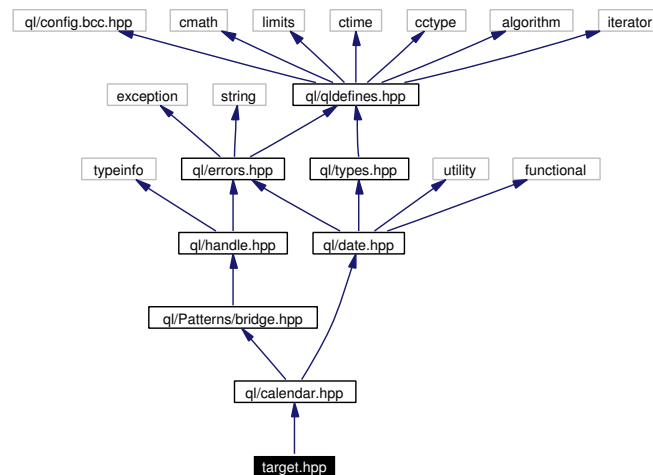 ql/config.bcc.hpp
cmath
limits
ctime
cctype
algorithm
iterator
exception
string
ql/qldefines.hpp
typeinfo
ql/errors.hpp
ql/types.hpp
utility
functional
ql/handle.hpp
ql/date.hpp
ql/Patterns/bridge.hpp
ql/calendar.hpp
target.hpp